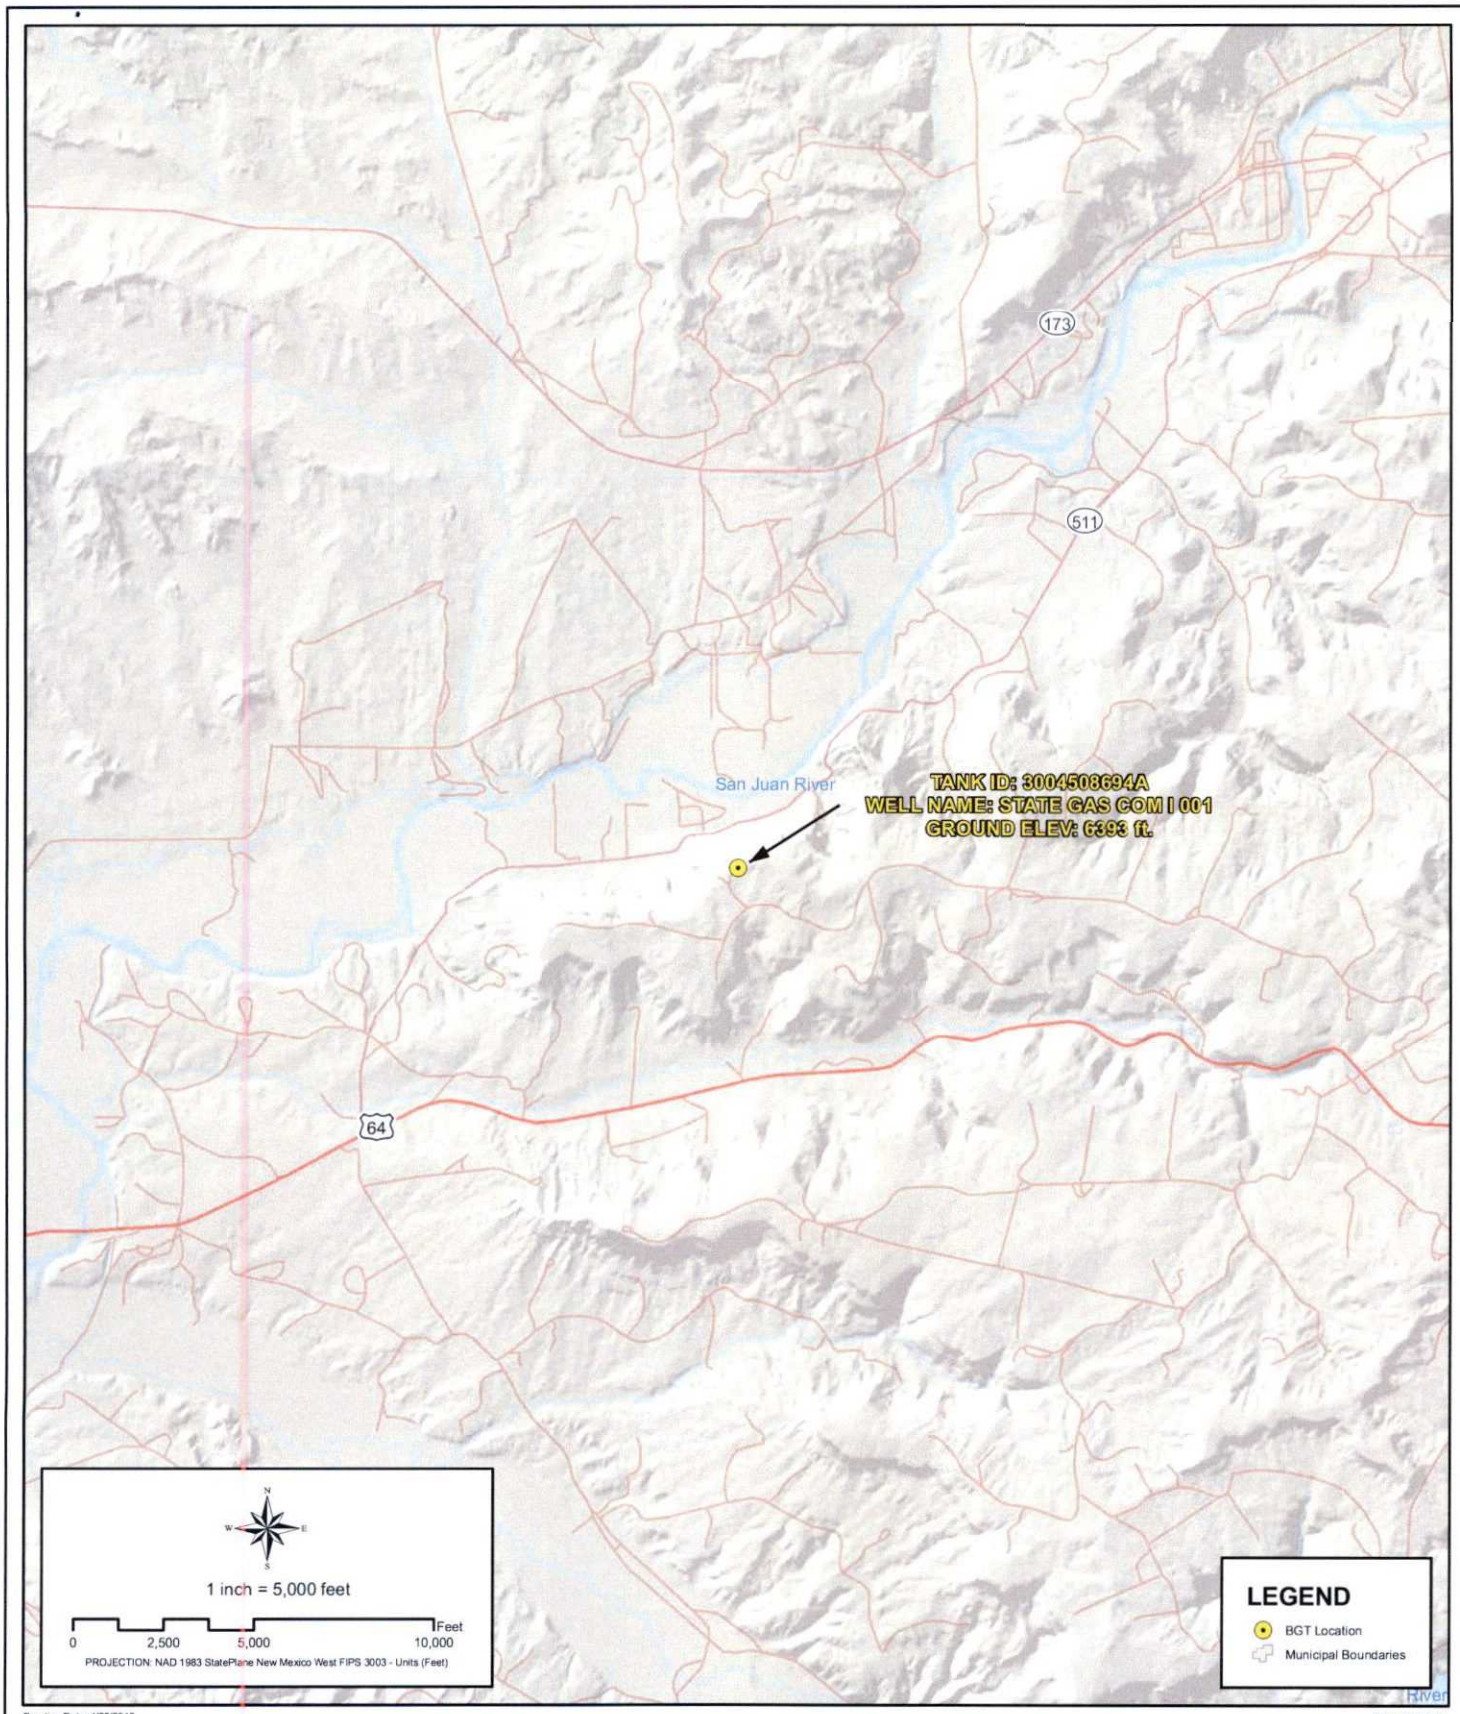 173
511
San Juan River
TANK ID: 3004508694A
WELL NAME: STATE GAS COM I 001
GROUND ELEV: 6393 ft.
64
N
W E
S
1 inch = 5,000 feet
Feet
0 2,500 5,000 10,000
PROJECTION: NAD 1983 StatePlane New Mexico West FIPS 3003 - Units (Feet)
LEGEND
BGT Location
Municipal Boundaries
River